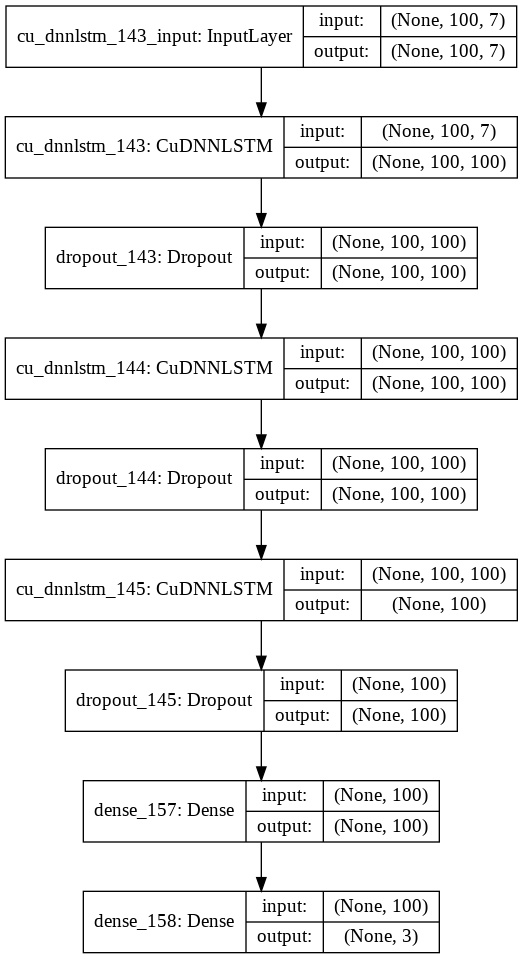 cu_dnnlstm_143_input: InputLayer
input: (None, 100, 7)
output: (None, 100, 7)
cu_dnnlstm_143: CuDNNLSTM
input: (None, 100, 7)
output: (None, 100, 100)
dropout_143: Dropout
input: (None, 100, 100)
output: (None, 100, 100)
cu_dnnlstm_144: CuDNNLSTM
input: (None, 100, 100)
output: (None, 100, 100)
dropout_144: Dropout
input: (None, 100, 100)
output: (None, 100, 100)
cu_dnnlstm_145: CuDNNLSTM
input: (None, 100, 100)
output: (None, 100)
dropout_145: Dropout
input: (None, 100)
output: (None, 100)
dense_157: Dense
input: (None, 100)
output: (None, 100)
dense_158: Dense
input: (None, 100)
output: (None, 3)